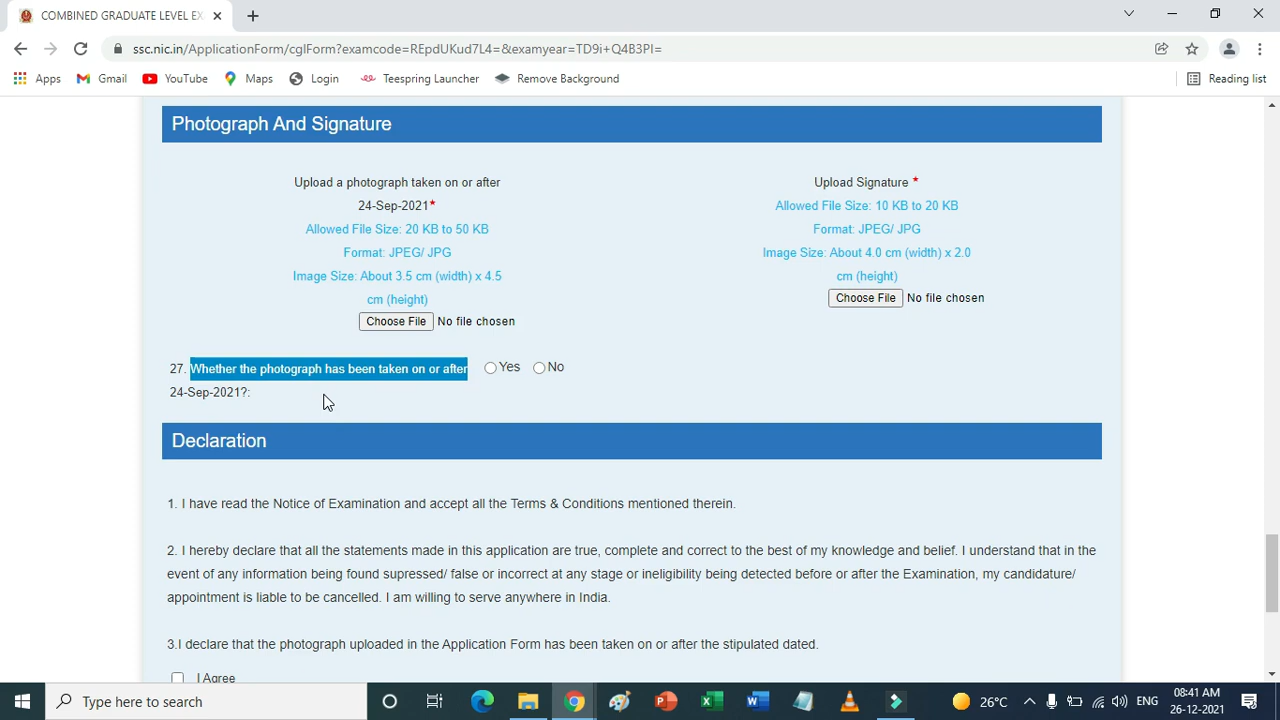 COMBINED GRADUATE LEVEL EX
ssc.nic.in/ApplicationForm/cglForm?examcode=REpdUKud7L4=&examyear=TD9i+Q4B3PI=
Apps Gmail YouTube Maps Login Teespring Launcher Remove Background Reading list
Photograph And Signature
Upload a photograph taken on or after
24-Sep-2021*
Allowed File Size: 20 KB to 50 KB
Format: JPEG/ JPG
Image Size: About 3.5 cm (width) x 4.5
cm (height)
Choose File No file chosen
Upload Signature *
Allowed File Size: 10 KB to 20 KB
Format: JPEG/ JPG
Image Size: About 4.0 cm (width) x 2.0
cm (height)
Choose File No file chosen
27. Whether the photograph has been taken on or after Yes No
24-Sep-2021?:
Declaration
1. I have read the Notice of Examination and accept all the Terms & Conditions mentioned therein.
2. I hereby declare that all the statements made in this application are true, complete and correct to the best of my knowledge and belief. I understand that in the
event of any information being found supressed/ false or incorrect at any stage or ineligibility being detected before or after the Examination, my candidature/
appointment is liable to be cancelled. I am willing to serve anywhere in India.
3.I declare that the photograph uploaded in the Application Form has been taken on or after the stipulated dated.
I Agree
Type here to search
26°C
ENG
08:41 AM
26-12-2021